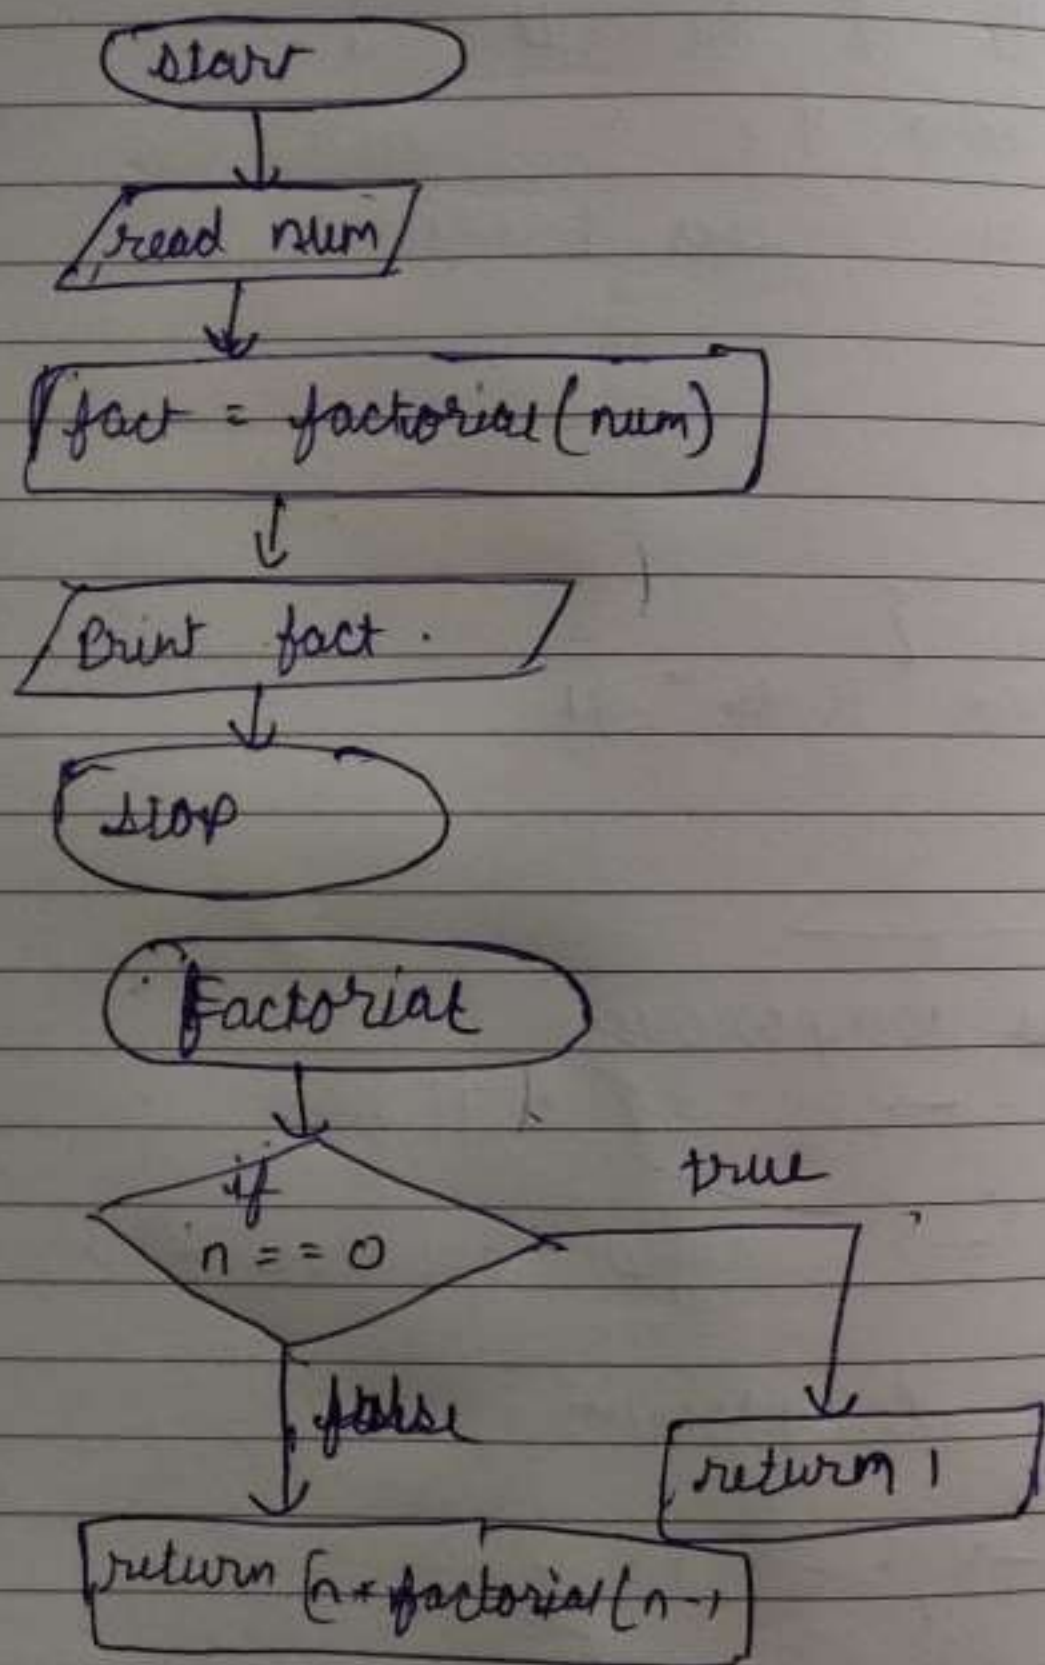 start
read num
fact = factorial(num)
Print fact.
stop
Factorial
if
true
n == 0
false
return 1
return (n * factorial(n-1